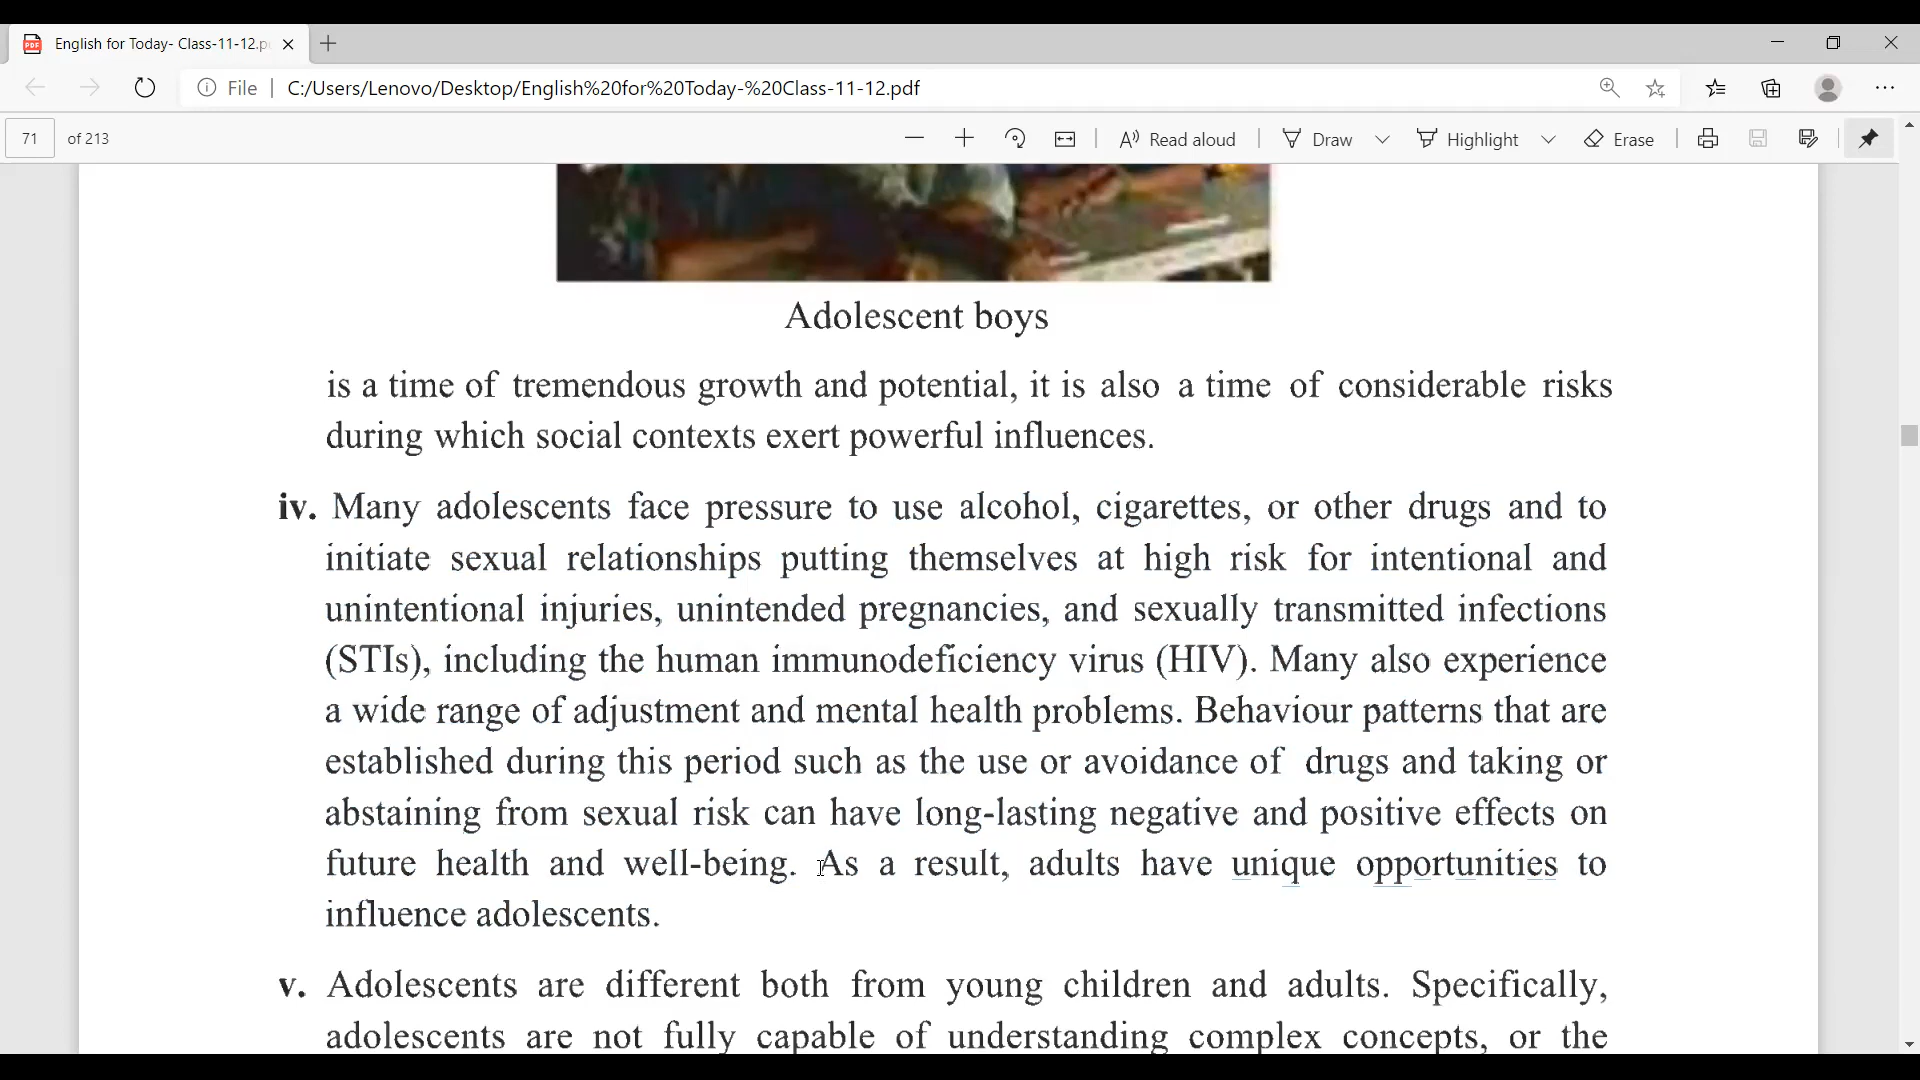 English for Today- Class-11-12.p
File
C:/Users/Lenovo/Desktop/English%20for%20Today-%20Class-11-12.pdf
71 of 213
Read aloud
Draw
Highlight
Erase
Adolescent boys
is a time of tremendous growth and potential, it is also a time of considerable risks
during which social contexts exert powerful influences.
iv. Many adolescents face pressure to use alcohol, cigarettes, or other drugs and to
initiate sexual relationships putting themselves at high risk for intentional and
unintentional injuries, unintended pregnancies, and sexually transmitted infections
(STIs), including the human immunodeficiency virus (HIV). Many also experience
a wide range of adjustment and mental health problems. Behaviour patterns that are
established during this period such as the use or avoidance of drugs and taking or
abstaining from sexual risk can have long-lasting negative and positive effects on
future health and well-being. As a result, adults have unique opportunities to
influence adolescents.
v. Adolescents are different both from young children and adults. Specifically,
adolescents are not fully capable of understanding complex concepts, or the